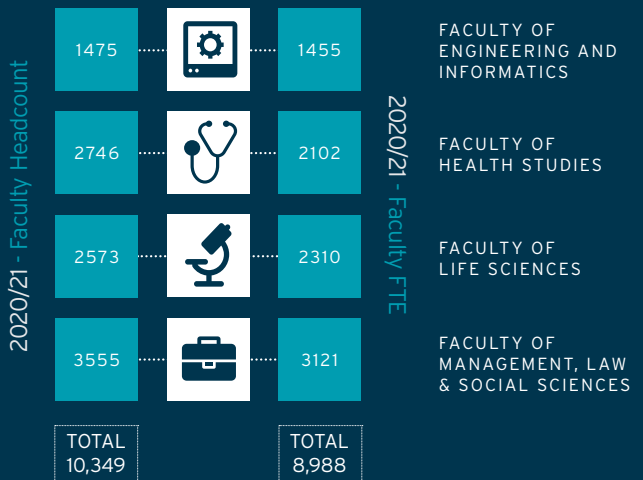 2020/21 - Faculty Headcount
1475
1455
FACULTY OF
ENGINEERING AND
INFORMATICS
2746
2102
FACULTY OF
HEALTH STUDIES
2573
2310
FACULTY OF
LIFE SCIENCES
3555
3121
FACULTY OF
MANAGEMENT, LAW
& SOCIAL SCIENCES
2020/21 - Faculty FTE
TOTAL
10,349
TOTAL
8,988